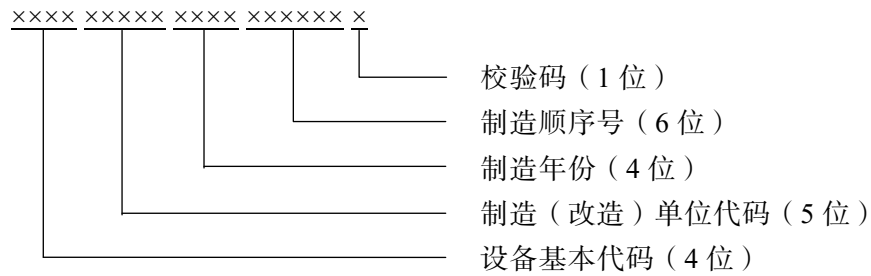 ×××× ××××× ×××× ×××××× ×
校验码（1 位）
制造顺序号（6 位）
制造年份（4 位）
制造（改造）单位代码（5 位）
设备基本代码（4 位）